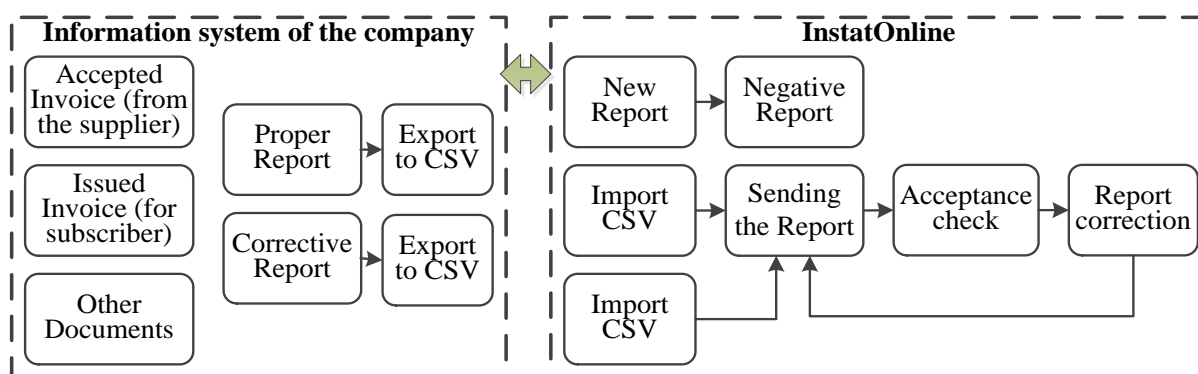 Information system of the company
Accepted
Invoice (from
the supplier)
Issued
Invoice (for
subscriber)
Other
Documents
Proper
Report
Export
to CSV
Corrective
Report
Export
to CSV
InstatOnline
New
Report
Negative
Report
Import
CSV
Sending
the Report
Acceptance
check
Report
correction
Import
CSV